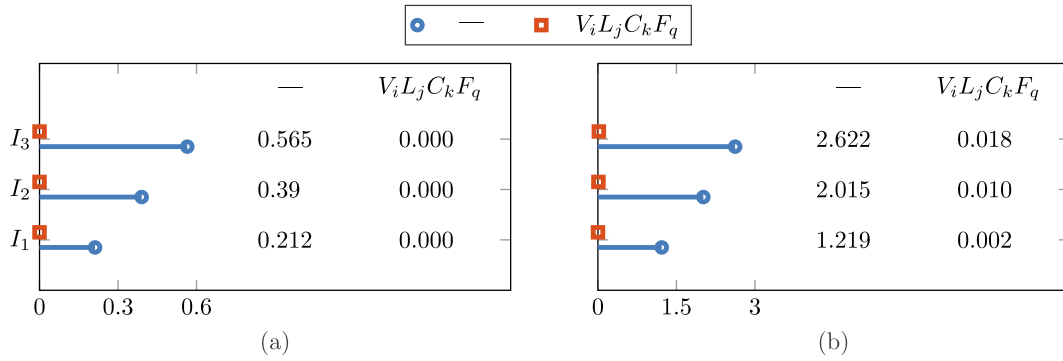 — V_iL_jC_kF_q
— V_iL_jC_kF_q
I_3 0.565 0.000
I_2 0.39 0.000
I_1 0.212 0.000
0 0.3 0.6
(a)
— V_iL_jC_kF_q
2.622 0.018
2.015 0.010
1.219 0.002
0 1.5 3
(b)